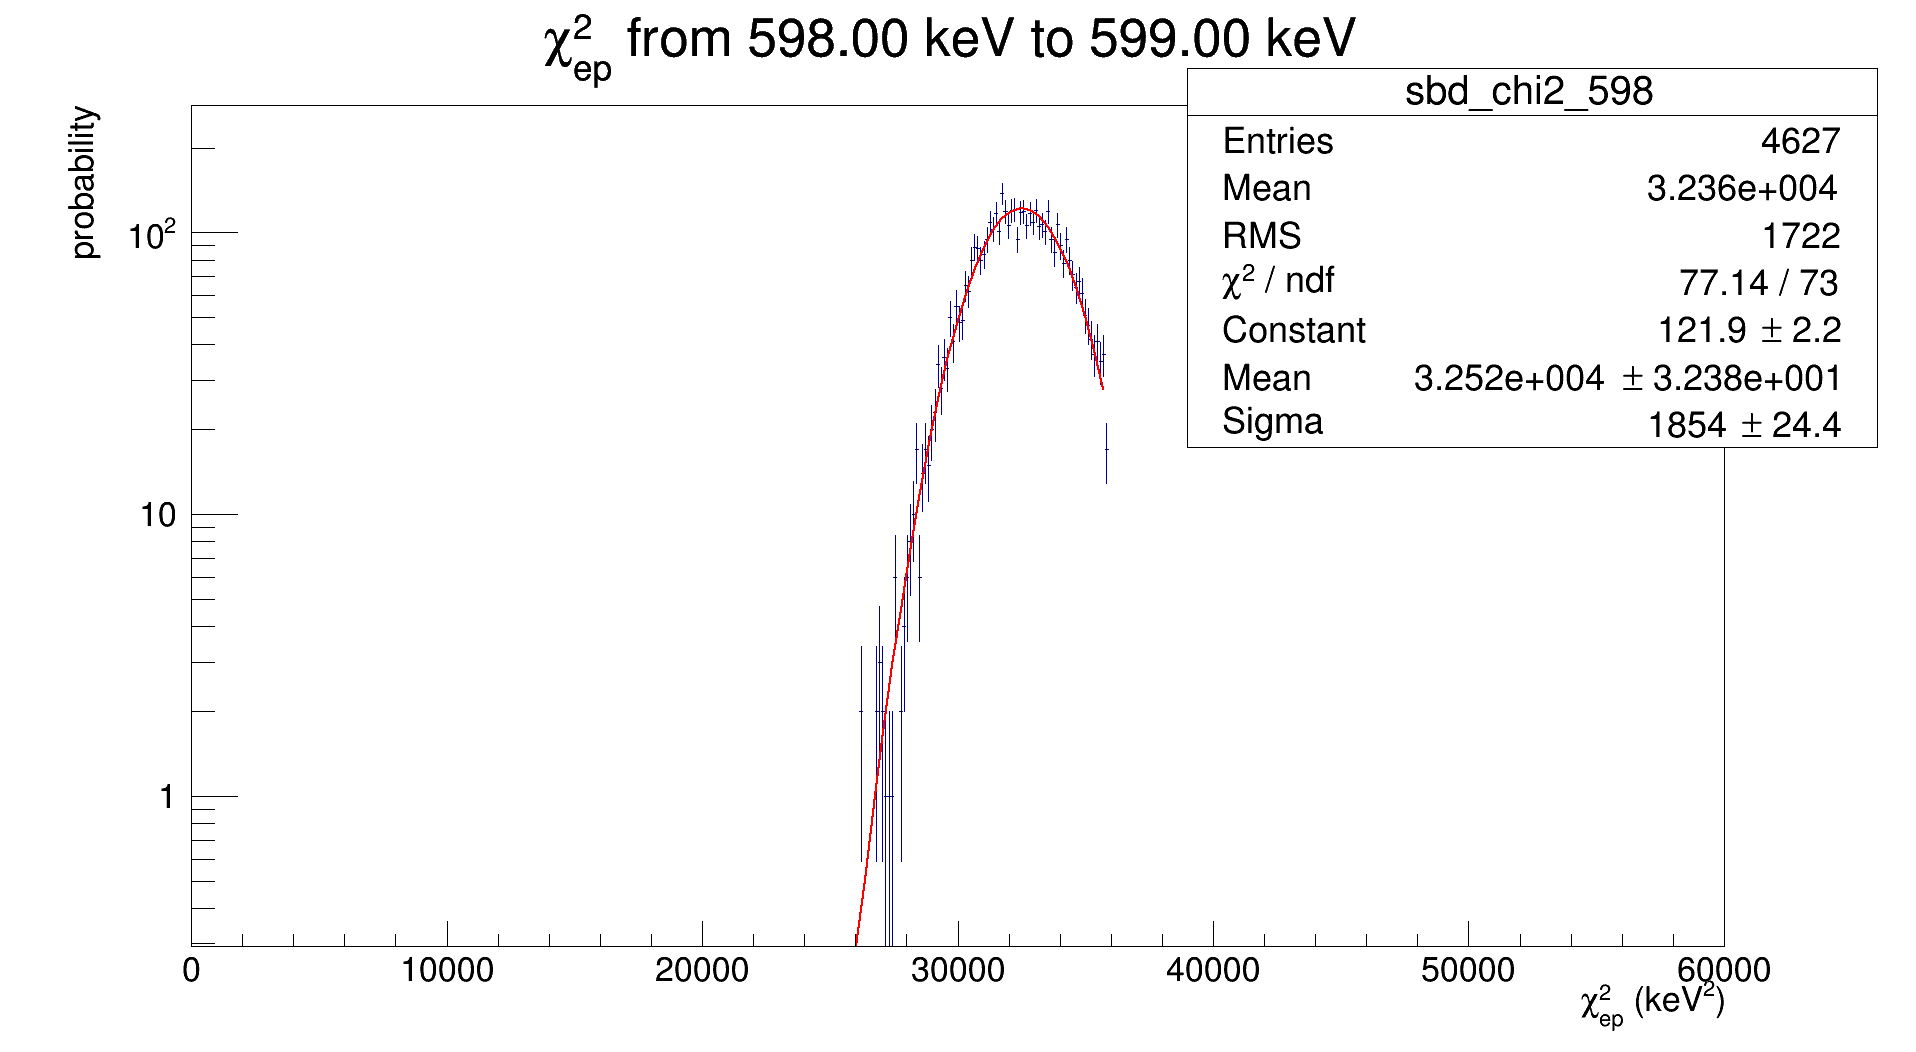 χ²ep from 598.00 keV to 599.00 keV
sbd_chi2_598
Entries 4627
Mean 3.236e+004
RMS 1722
χ² / ndf 77.14 / 73
Constant 121.9 ± 2.2
Mean 3.252e+004 ± 3.238e+001
Sigma 1854 ± 24.4
probability
10²
10
1
0 10000 20000 30000 40000 50000 60000
χ²ep (keV²)